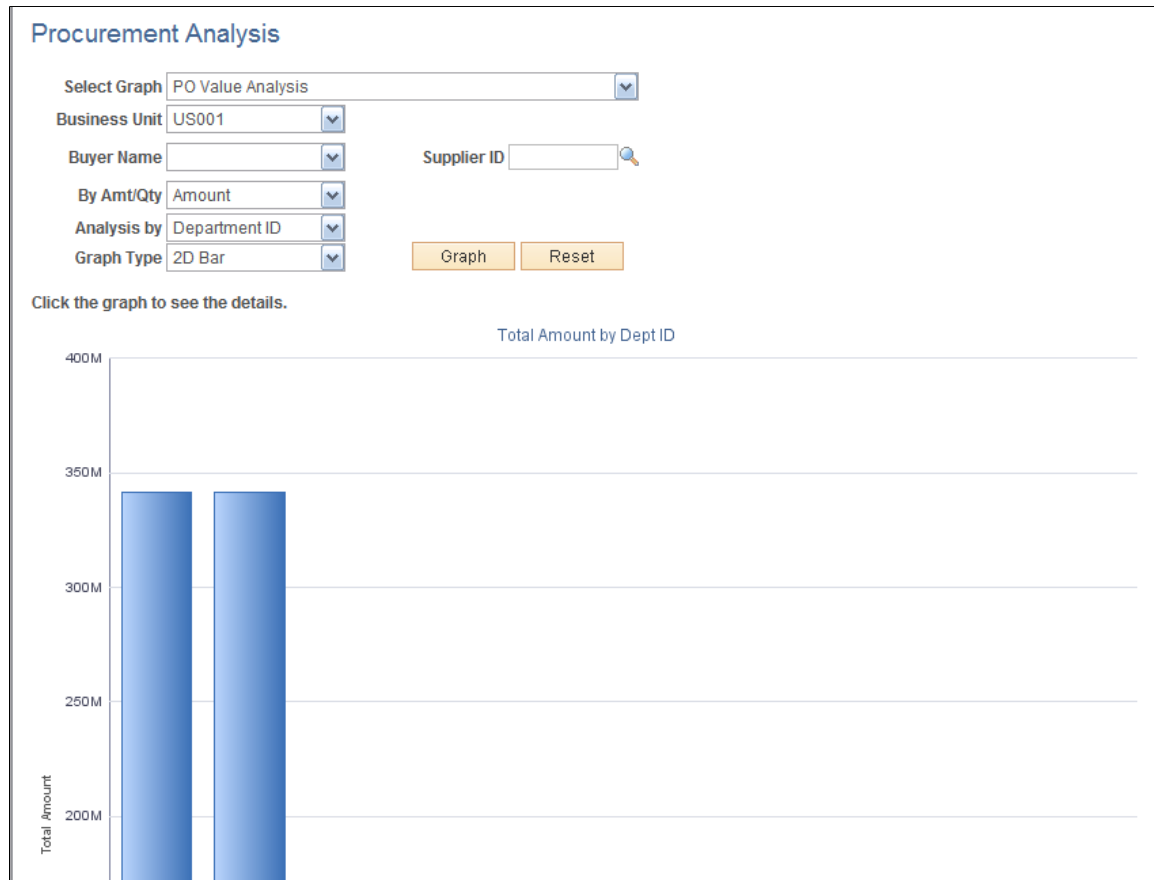 Procurement Analysis
Select Graph PO Value Analysis
Business Unit US001
Buyer Name Supplier ID
By Amt/Qty Amount
Analysis by Department ID
Graph Type 2D Bar Graph Reset
Click the graph to see the details.
Total Amount by Dept ID
400M
350M
300M
250M
200M
Total Amount